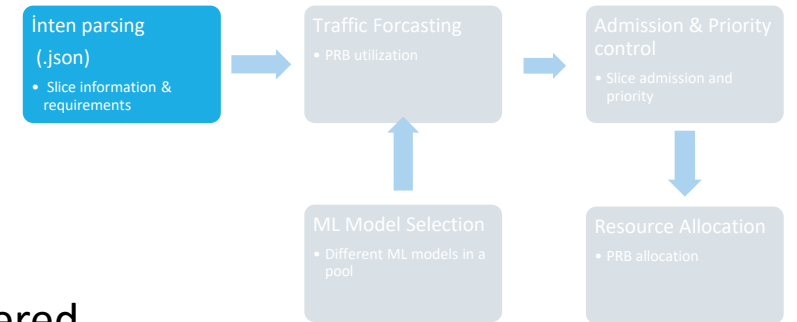 İnten parsing
(.json)
• Slice information &
requirements
Traffic Forcasting
• PRB utilization
Admission & Priority
control
• Slice admission and
priority
ML Model Selection
• Different ML models in a
pool
Resource Allocation
• PRB allocation
ered